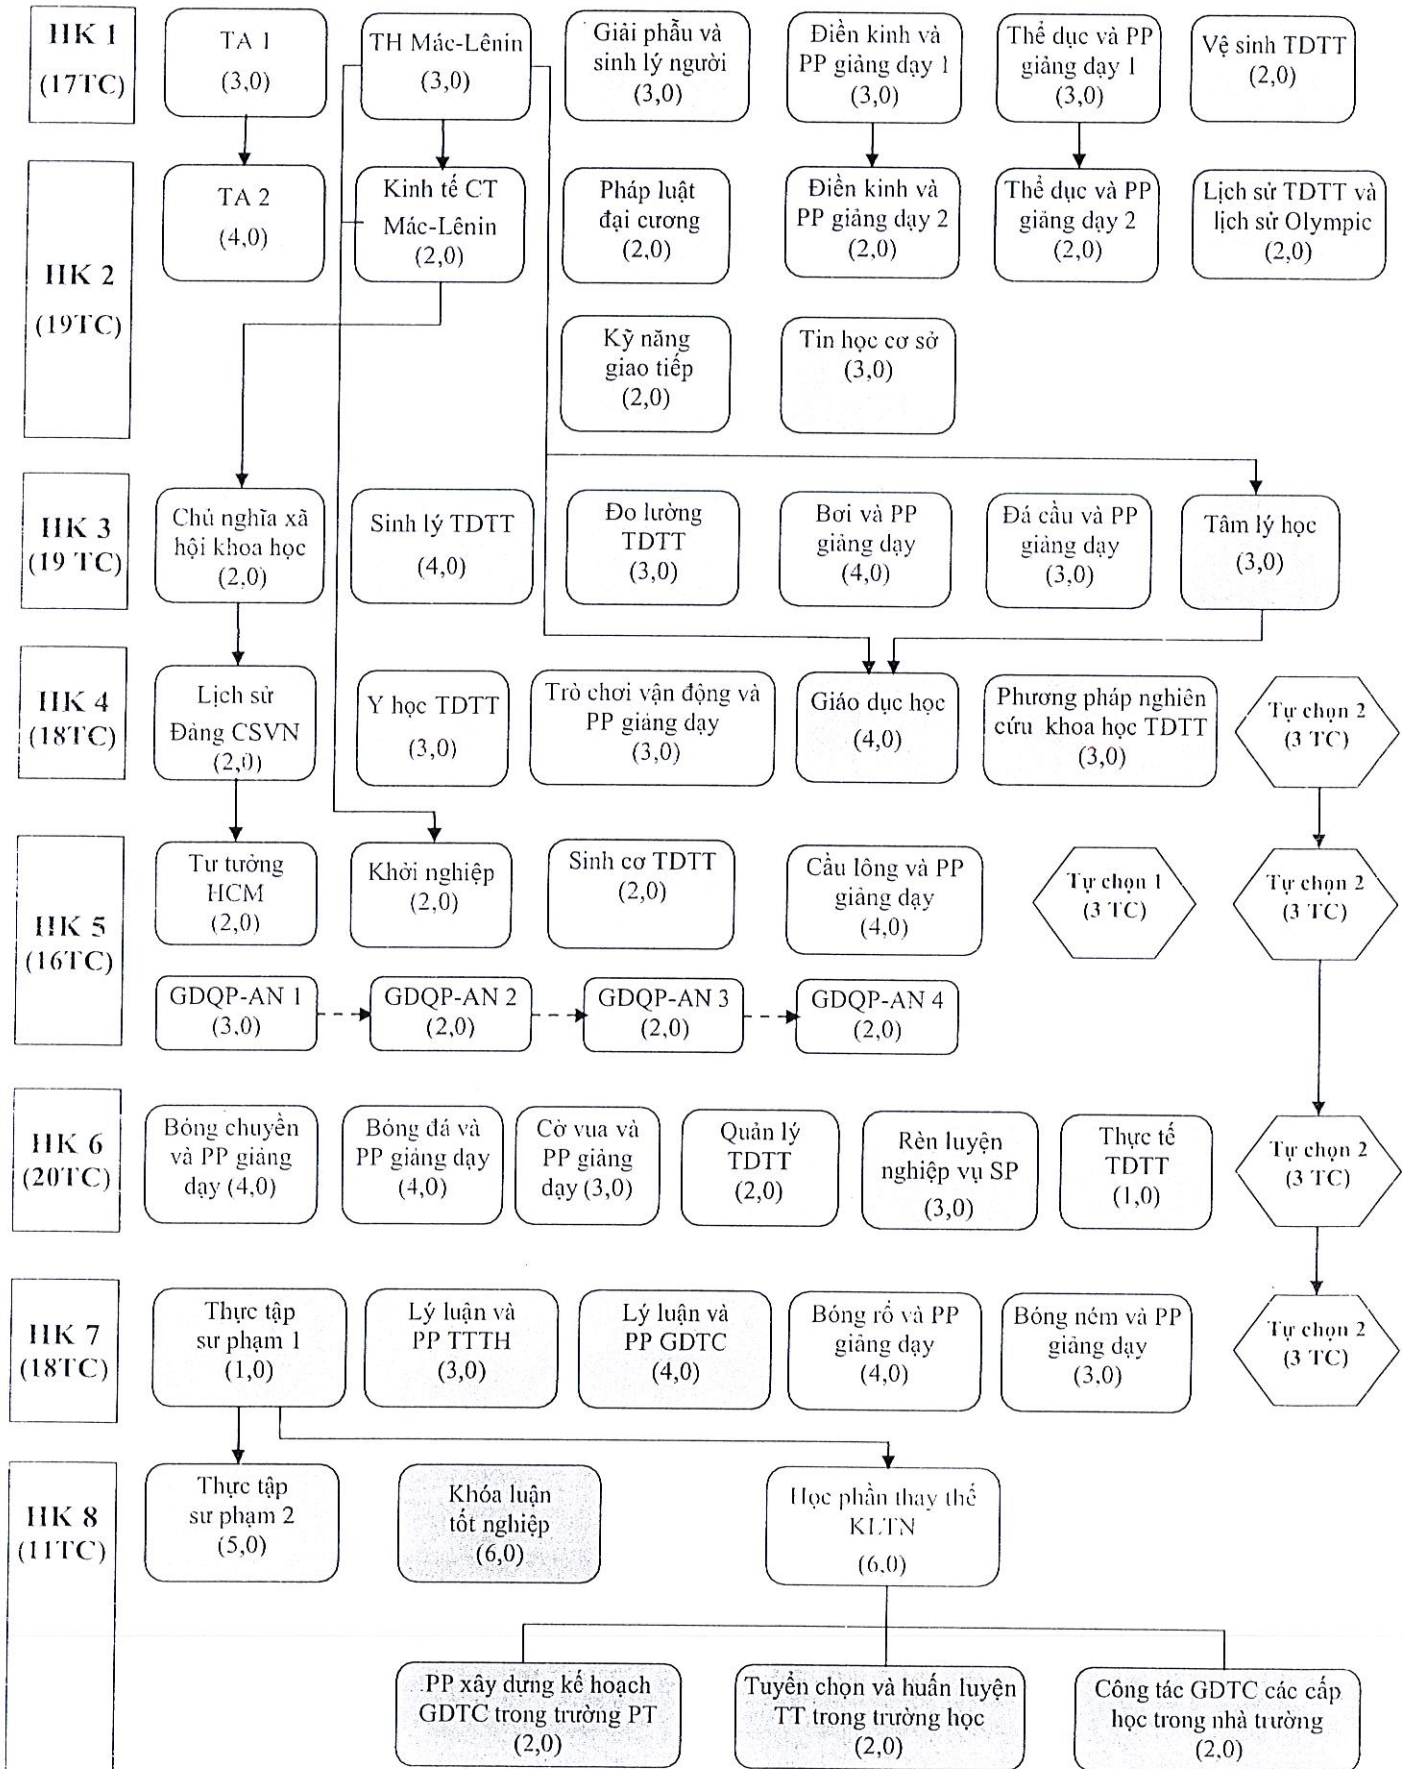 HK 1
(17TC)
TA 1
(3,0)
TH Mác-Lênin
(3,0)
Giải phẫu và
sinh lý người
(3,0)
Điền kinh và
PP giảng dạy 1
(3,0)
Thể dục và PP
giảng dạy 1
(3,0)
Vệ sinh TDTT
(2,0)
HK 2
(19TC)
TA 2
(4,0)
Kinh tế CT
Mác-Lênin
(2,0)
Pháp luật
đại cương
(2,0)
Điền kinh và
PP giảng dạy 2
(2,0)
Thể dục và PP
giảng dạy 2
(2,0)
Lịch sử TDTT và
lịch sử Olympic
(2,0)
Kỹ năng
giao tiếp
(2,0)
Tin học cơ sở
(3,0)
HK 3
(19 TC)
Chủ nghĩa xã
hội khoa học
(2,0)
Sinh lý TDTT
(4,0)
Đo lường
TDTT
(3,0)
Bơi và PP
giảng dạy
(4,0)
Đá cầu và PP
giảng dạy
(3,0)
Tâm lý học
(3,0)
HK 4
(18TC)
Lịch sử
Đảng CSVN
(2,0)
Y học TDTT
(3,0)
Trò chơi vận động và
PP giảng dạy
(3,0)
Giáo dục học
(4,0)
Phương pháp nghiên
cứu khoa học TDTT
(3,0)
Tự chọn 2
(3 TC)
HK 5
(16TC)
Tư tưởng
HCM
(2,0)
Khởi nghiệp
(2,0)
Sinh cơ TDTT
(2,0)
Cầu lông và PP
giảng dạy
(4,0)
Tự chọn 1
(3 TC)
Tự chọn 2
(3 TC)
GDQP-AN 1
(3,0)
GDQP-AN 2
(2,0)
GDQP-AN 3
(2,0)
GDQP-AN 4
(2,0)
HK 6
(20TC)
Bóng chuyền
và PP giảng
dạy (4,0)
Bóng đá và
PP giảng dạy
(4,0)
Cờ vua và
PP giảng
dạy (3,0)
Quản lý
TDTT
(2,0)
Rèn luyện
nghiệp vụ SP
(3,0)
Thực tế
TDTT
(1,0)
Tự chọn 2
(3 TC)
HK 7
(18TC)
Thực tập
sư phạm 1
(1,0)
Lý luận và
PP TTTH
(3,0)
Lý luận và
PP GDTC
(4,0)
Bóng rổ và PP
giảng dạy
(4,0)
Bóng ném và PP
giảng dạy
(3,0)
Tự chọn 2
(3 TC)
HK 8
(11TC)
Thực tập
sư phạm 2
(5,0)
Khóa luận
tốt nghiệp
(6,0)
Học phần thay thế
KLTN
(6,0)
PP xây dựng kế hoạch
GDTC trong trường PT
(2,0)
Tuyển chọn và huấn luyện
TT trong trường học
(2,0)
Công tác GDTC các cấp
học trong nhà trường
(2,0)